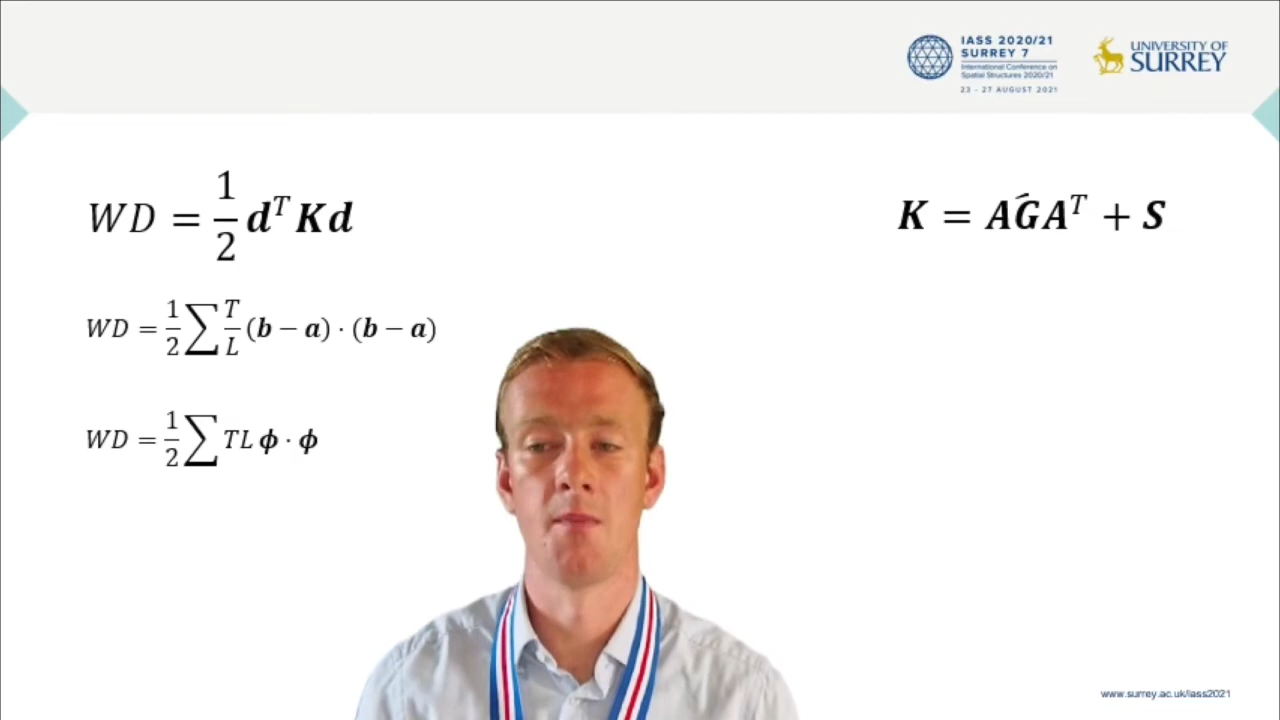 IASS 2020/21
SURREY 7
International Conference on
Spatial Structures 2020/21
23 - 27 AUGUST 2021
UNIVERSITY OF
SURREY
WD = 1/2 d^T K d
K = AǴA^T + S
WD = 1/2 ∑ T/L (b − a) · (b − a)
WD = 1/2 ∑ TL ϕ · ϕ
www.surrey.ac.uk/iass2021